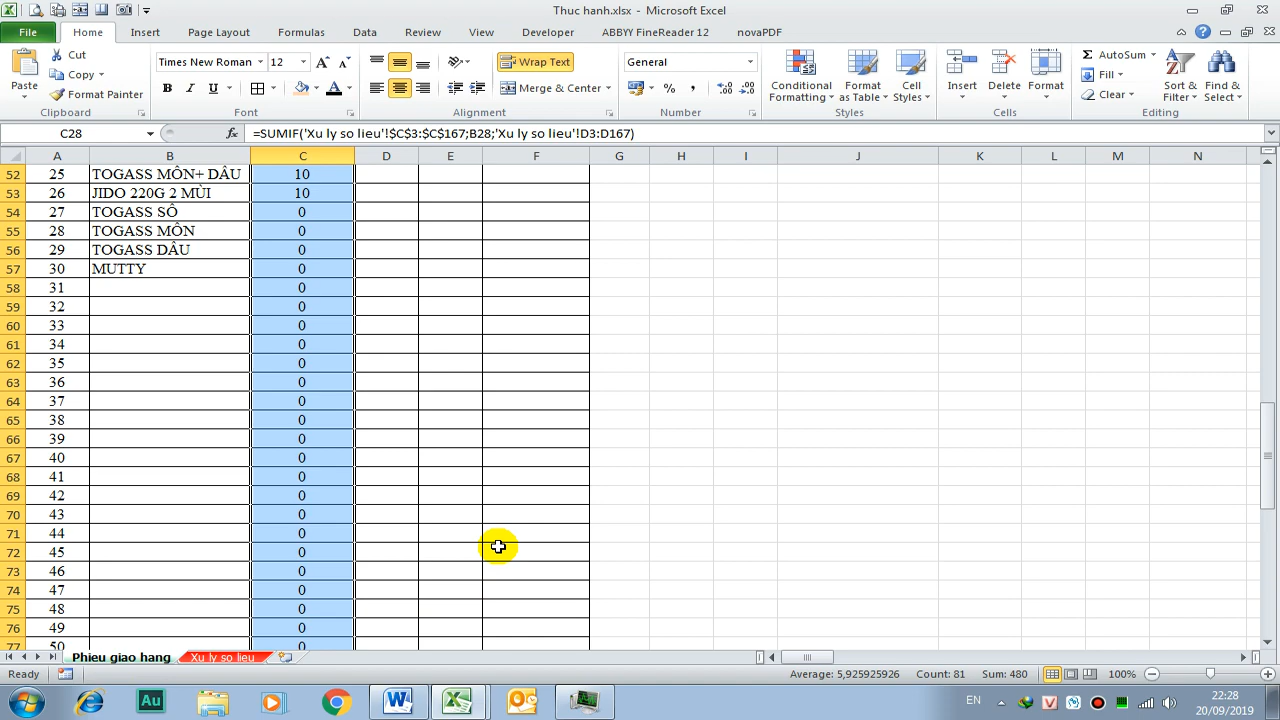 Thuc hanh.xlsx - Microsoft Excel
File Home Insert Page Layout Formulas Data Review View Developer ABBYY FineReader 12 novaPDF
Paste Cut Copy Format Painter
Clipboard
Times New Roman 12
B I U A
Font
Wrap Text
Merge & Center
Alignment
General
%
Number
Conditional Formatting Format as Table Cell Styles
Styles
Insert Delete Format
Cells
AutoSum Fill Clear
Sort & Filter Find & Select
Editing
C28 fx =SUMIF('Xu ly so lieu'!$C$3:$C$167;B28;'Xu ly so lieu'!D3:D167)
A B C D E F G H I J K L M N
52 25 TOGASS MÔN+ DÂU 10
53 26 JIDO 220G 2 MÙI 10
54 27 TOGASS SÔ 0
55 28 TOGASS MÔN 0
56 29 TOGASS DÂU 0
57 30 MUTTY 0
58 31 0
59 32 0
60 33 0
61 34 0
62 35 0
63 36 0
64 37 0
65 38 0
66 39 0
67 40 0
68 41 0
69 42 0
70 43 0
71 44 0
72 45 0
73 46 0
74 47 0
75 48 0
76 49 0
77 50 0
Phieu giao hang Xu ly so lieu
Ready Average: 5,925925926 Count: 81 Sum: 480 100%
Au W EN 22:28
20/09/2019